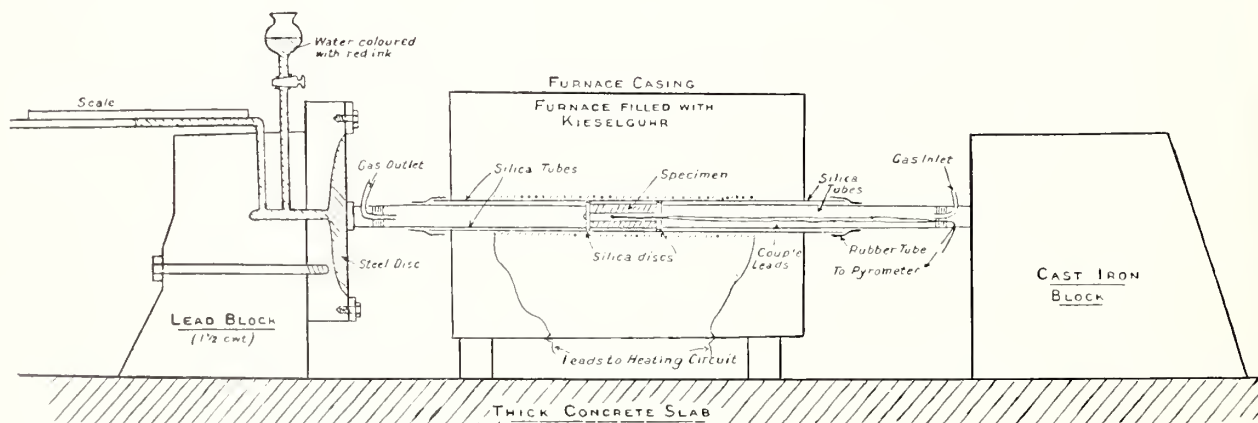 Water coloured
with red ink
Scale
FURNACE CASING
FURNACE FILLED WITH
KIESELGUHR
Gas Outlet
Silica Tubes
Specimen
Silica
Tubes
Gas Inlet
Steel Disc
Silica discs
Couple
Leads
Rubber Tube
To Pyrometer
LEAD BLOCK
(1½ cwt)
CAST IRON
BLOCK
Leads to Heating Circuit
THICK CONCRETE SLAB